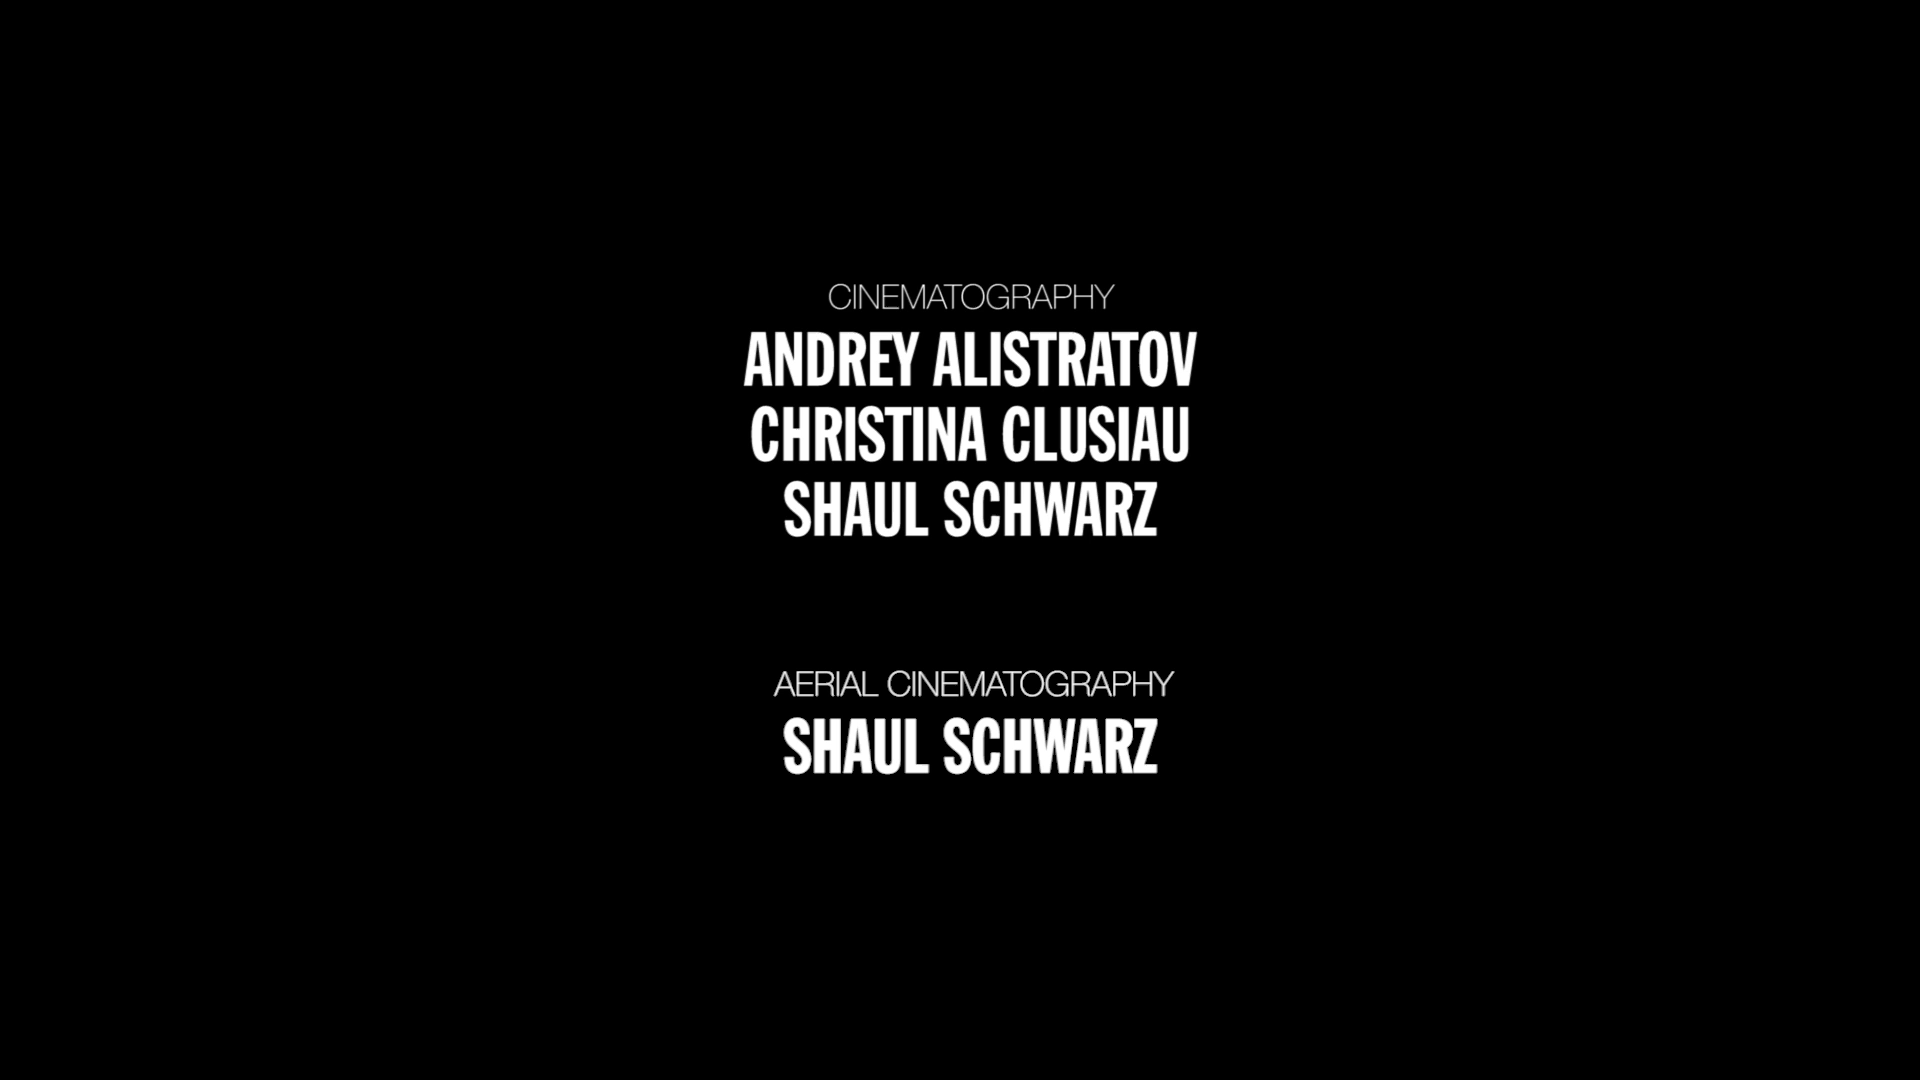 CINEMATOGRAPHY
ANDREY ALISTRATOV
CHRISTINA CLUSIAU
SHAUL SCHWARZ
AERIAL CINEMATOGRAPHY
SHAUL SCHWARZ